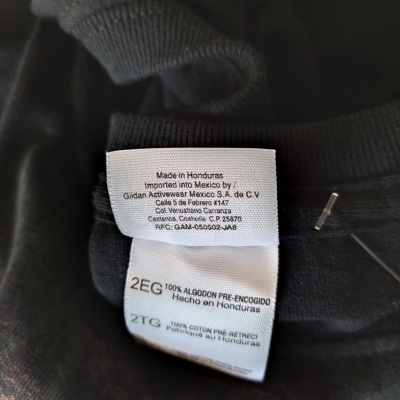 Made in Honduras
Imported into Mexico by /
Gildan Activewear Mexico S.A. de C.V
Calle 5 de Febrero #147
Col. Venustiano Carranza
Castanos, Coahuila C.P. 25870
RFC: GAM-050502-JA8
2EG 100% ALGODON PRE-ENCOGIDO
Hecho en Honduras
2TG 100% COTON PRÉ-RÉTRECI
Fabriqué au Honduras